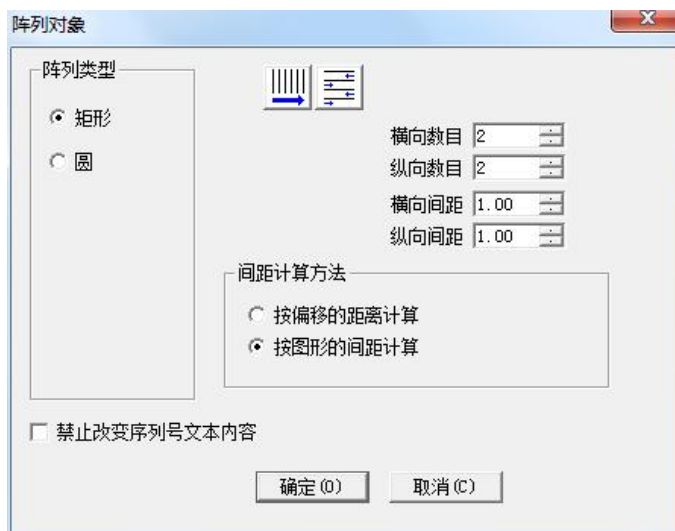 阵列对象
阵列类型
矩形
圆
横向数目 2
纵向数目 2
横向间距 1.00
纵向间距 1.00
间距计算方法
按偏移的距离计算
按图形的间距计算
禁止改变序列号文本内容
确定(O) 取消(C)